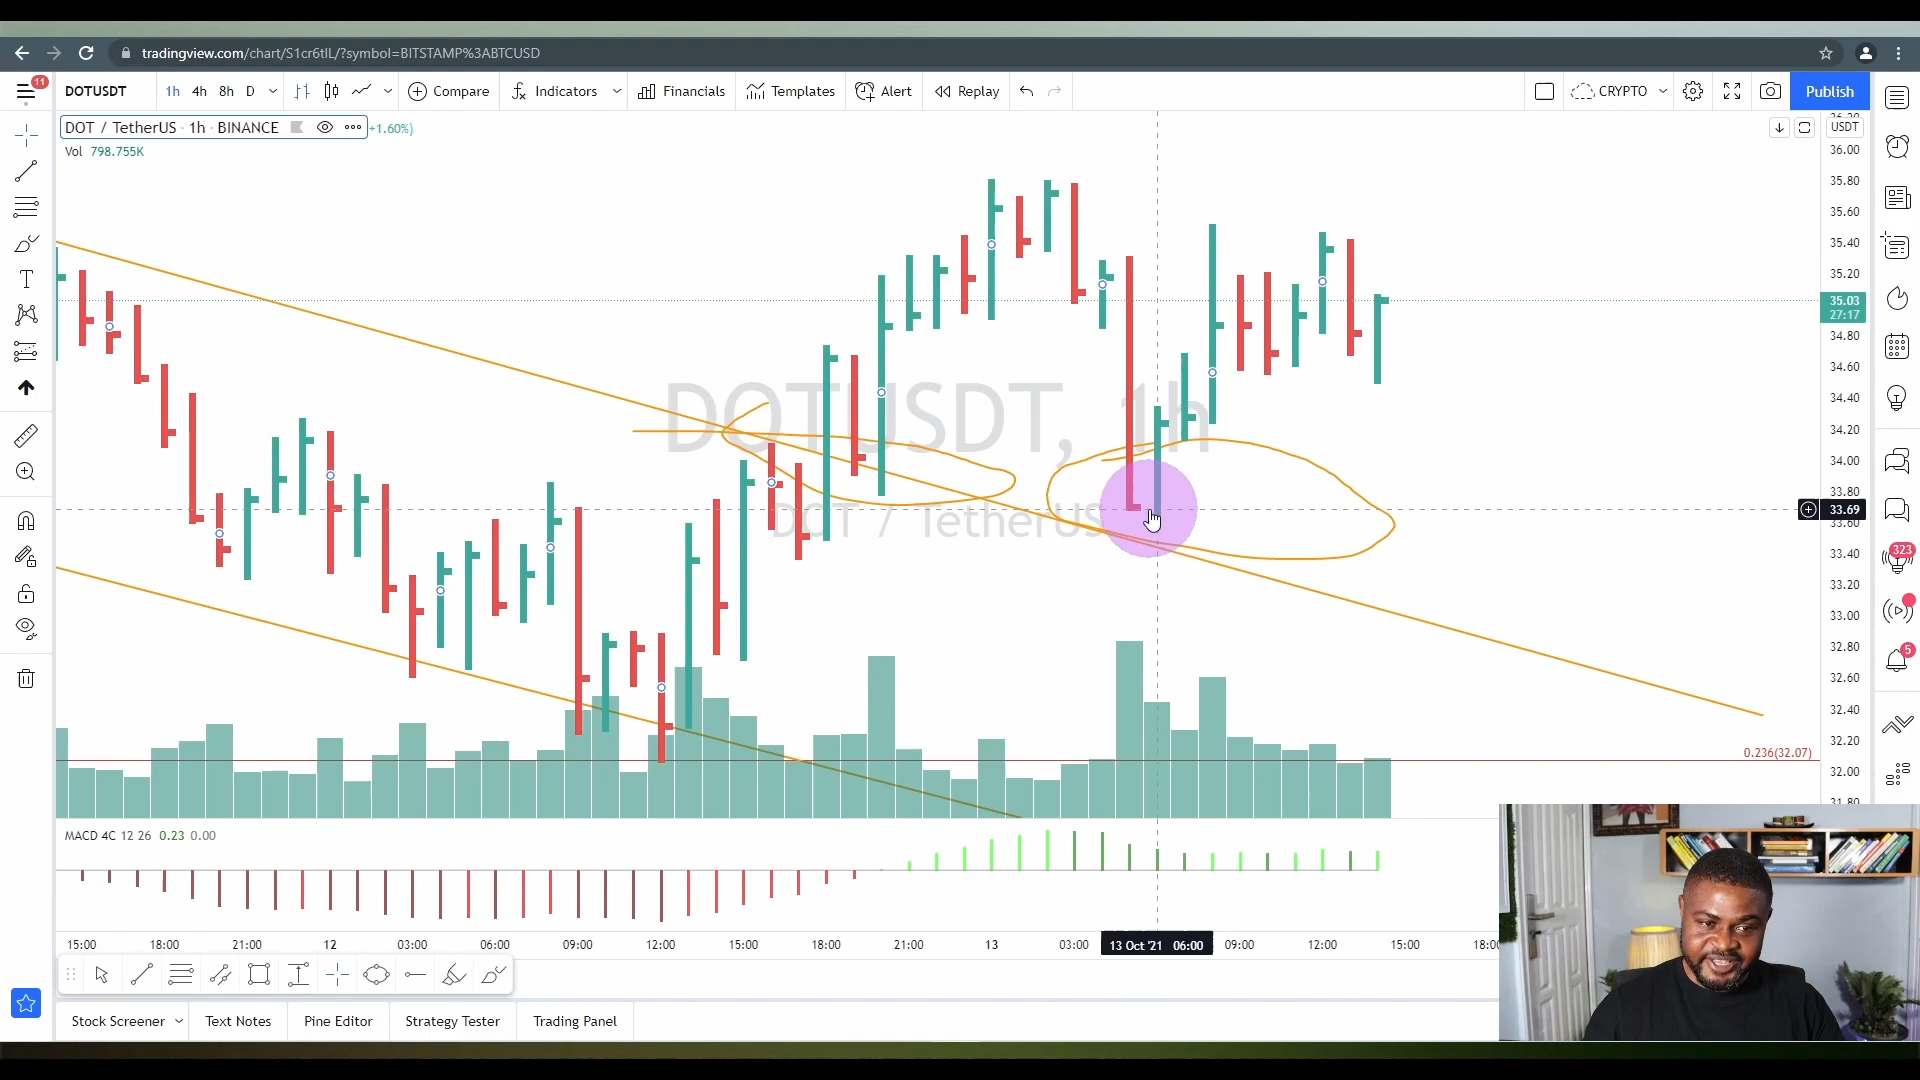 tradingview.com/chart/S1cr6tIL/?symbol=BITSTAMP%3ABTCUSD
11
DOTUSDT 1h 4h 8h D Compare Indicators Financials Templates Alert Replay CRYPTO Publish
DOT / TetherUS · 1h · BINANCE +1.60%)
USDT
Vol 798.755K
36.00
35.80
35.60
35.40
35.20
35.03
27:17
34.80
34.60
34.40
34.20
34.00
33.80
33.69
33.60
33.40
33.20
33.00
32.80
32.60
32.40
32.20
32.00
31.80
DOTUSDT, 1h
DOT / TetherUS
0.236(32.07)
323
5
MACD 4C 12 26 0.23 0.00
15:00 18:00 21:00 12 03:00 06:00 09:00 12:00 15:00 18:00 21:00 13 03:00 13 Oct '21 06:00 09:00 12:00 15:00 18:00
Stock Screener Text Notes Pine Editor Strategy Tester Trading Panel